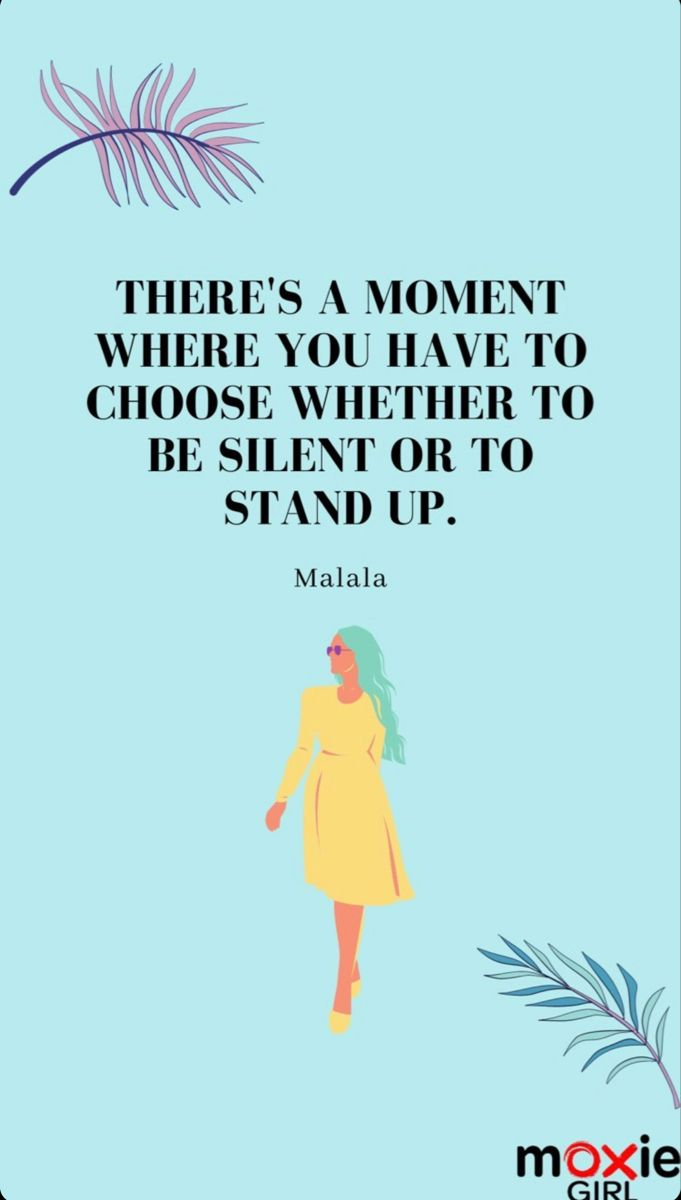 THERE'S A MOMENT
WHERE YOU HAVE TO
CHOOSE WHETHER TO
BE SILENT OR TO
STAND UP.
Malala
moxie
GIRL